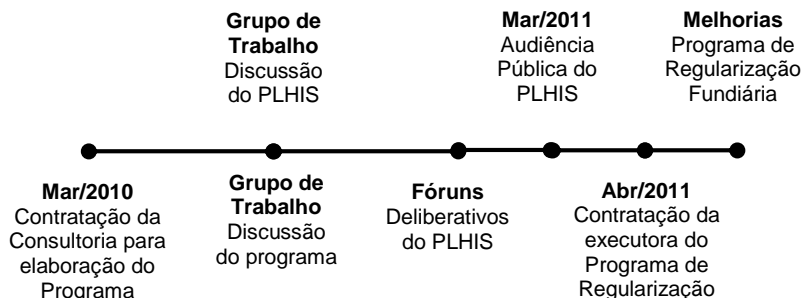 Grupo de
Trabalho
Discussão
do PLHIS
Mar/2011
Audiência
Pública do
PLHIS
Melhorias
Programa de
Regularização
Fundiária
Mar/2010
Contratação da
Consultoria para
elaboração do
Programa
Grupo de
Trabalho
Discussão
do programa
Fóruns
Deliberativos
do PLHIS
Abr/2011
Contratação da
executora do
Programa de
Regularização